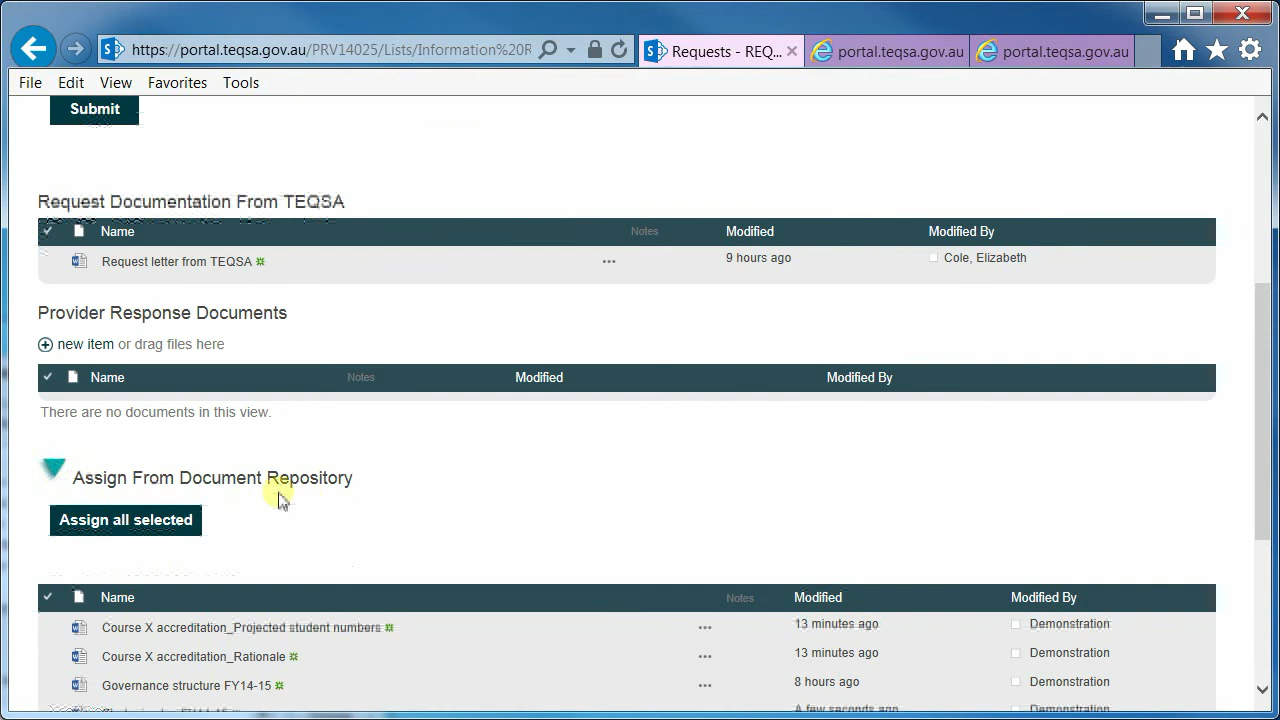 https://portal.teqsa.gov.au/PRV14025/Lists/Information%20R
Requests - REQ...
portal.teqsa.gov.au
portal.teqsa.gov.au
File Edit View Favorites Tools
Submit
Request Documentation From TEQSA
Name Notes Modified Modified By
Request letter from TEQSA ... 9 hours ago Cole, Elizabeth
Provider Response Documents
new item or drag files here
Name Notes Modified Modified By
There are no documents in this view.
Assign From Document Repository
Assign all selected
Name Notes Modified Modified By
Course X accreditation_Projected student numbers ... 13 minutes ago Demonstration
Course X accreditation_Rationale ... 13 minutes ago Demonstration
Governance structure FY14-15 ... 8 hours ago Demonstration
A few seconds ago Demonstration